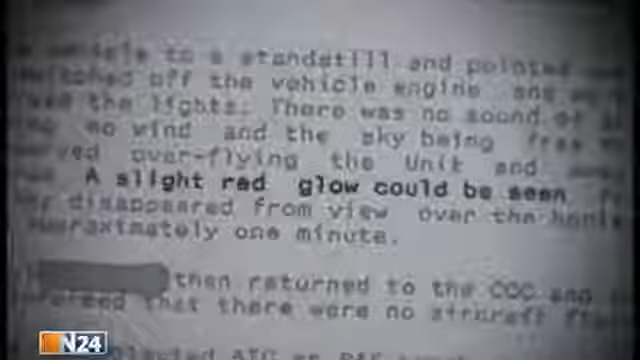 vehicle to a standstill and pointed
switched off the vehicle engine and
the lights. There was no sound of
no wind and the sky being free
over-flying the Unit and
A slight red glow could be seen
disappeared from view over the
approximately one minute.
then returned to the COC and
that there were no aircraft
ATC
N24